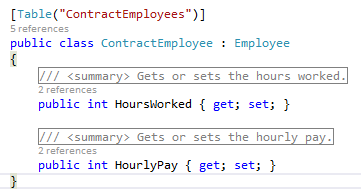 [Table("ContractEmployees")]
5 references
public class ContractEmployee : Employee
{
/// <summary> Gets or sets the hours worked.
2 references
public int HoursWorked { get; set; }
/// <summary> Gets or sets the hourly pay.
2 references
public int HourlyPay { get; set; }
}